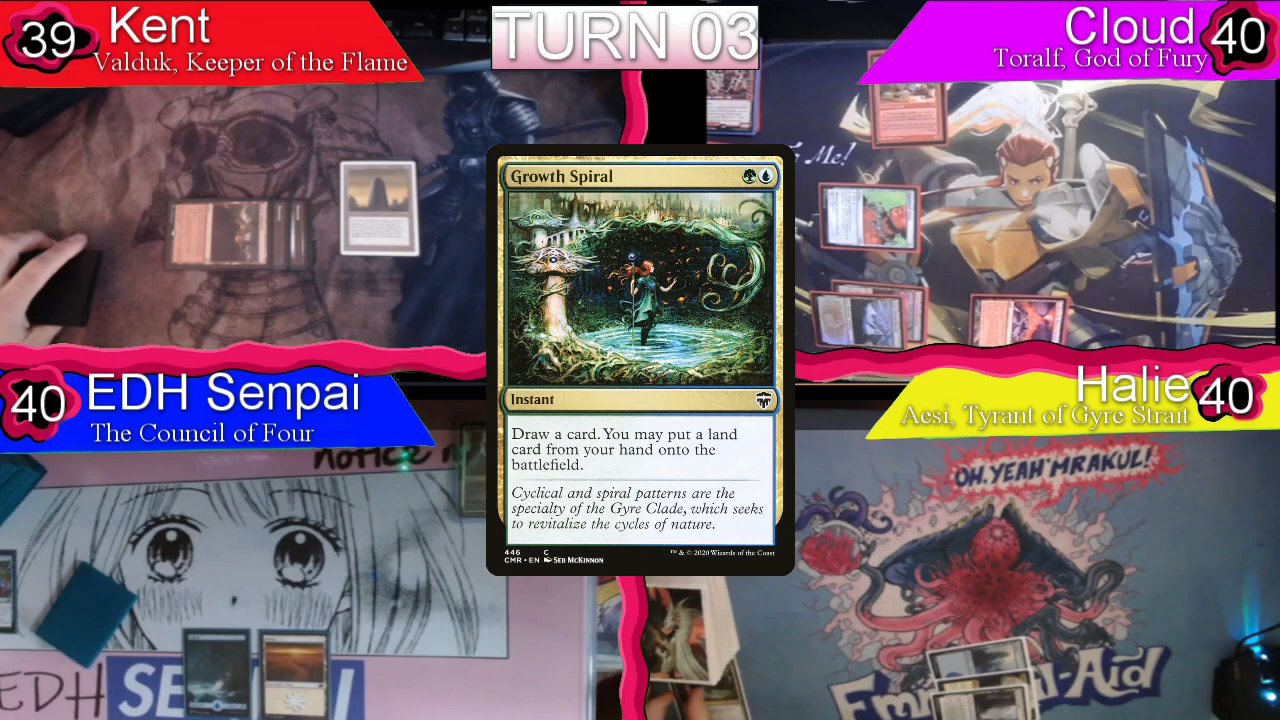 39
Kent
Valduk, Keeper of the Flame
TURN 03
Cloud
40
Toralf, God of Fury
Me!
Growth Spiral
Instant
Draw a card. You may put a land
card from your hand onto the
battlefield.
Cyclical and spiral patterns are the
specialty of the Gyre Clade, which seeks
to revitalize the cycles of nature.
446 C
CMR • EN SEB MCKINNON
™ & © 2020 Wizards of the Coast
40
EDH Senpai
The Council of Four
notice
EDH
Halie
40
Aesi, Tyrant of Gyre Strait
OH, YEAH MRAKUL!